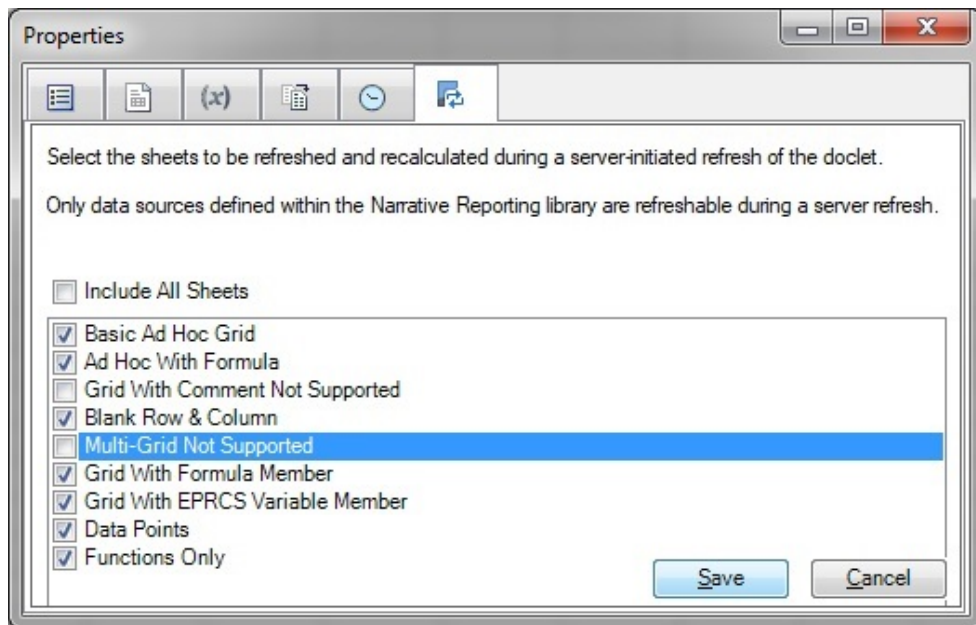 Properties
(x)
Select the sheets to be refreshed and recalculated during a server-initiated refresh of the doclet.
Only data sources defined within the Narrative Reporting library are refreshable during a server refresh.
Include All Sheets
Basic Ad Hoc Grid
Ad Hoc With Formula
Grid With Comment Not Supported
Blank Row & Column
Multi-Grid Not Supported
Grid With Formula Member
Grid With EPRCS Variable Member
Data Points
Functions Only
Save
Cancel